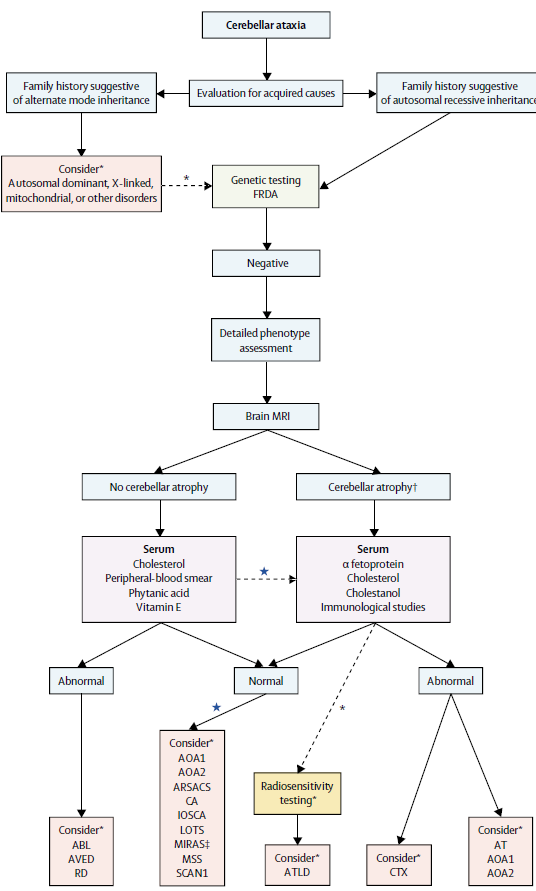 Cerebellar ataxia
Family history suggestive
of alternate mode inheritance
Evaluation for acquired causes
Family history suggestive
of autosomal recessive inheritance
Consider*
Autosomal dominant, X-linked,
mitochondrial, or other disorders
*
Genetic testing
FRDA
Negative
Detailed phenotype
assessment
Brain MRI
No cerebellar atrophy
Cerebellar atrophy†
Serum
Cholesterol
Peripheral-blood smear
Phytanic acid
Vitamin E
★
Serum
α fetoprotein
Cholesterol
Cholestanol
Immunological studies
Abnormal
Normal
Abnormal
★
*
Consider*
AOA1
AOA2
ARSACS
CA
IOSCA
LOTS
MIRAS‡
MSS
SCAN1
Radiosensitivity
testing*
Consider*
ABL
AVED
RD
Consider*
ATLD
Consider*
CTX
Consider*
AT
AOA1
AOA2